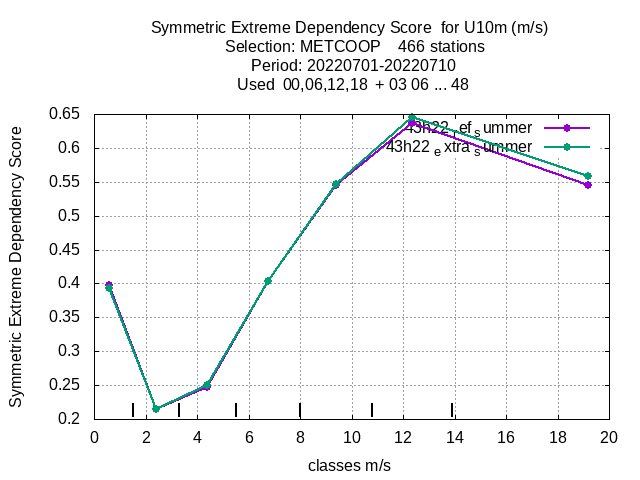 Symmetric Extreme Dependency Score for U10m (m/s)
Selection: METCOOP 466 stations
Period: 20220701-20220710
Used 00,06,12,18 + 03 06 ... 48
Symmetric Extreme Dependency Score
0.65
0.6
0.55
0.5
0.45
0.4
0.35
0.3
0.25
0.2
43h22_ref_summer
43h22_extra_summer
0 2 4 6 8 10 12 14 16 18 20
classes m/s